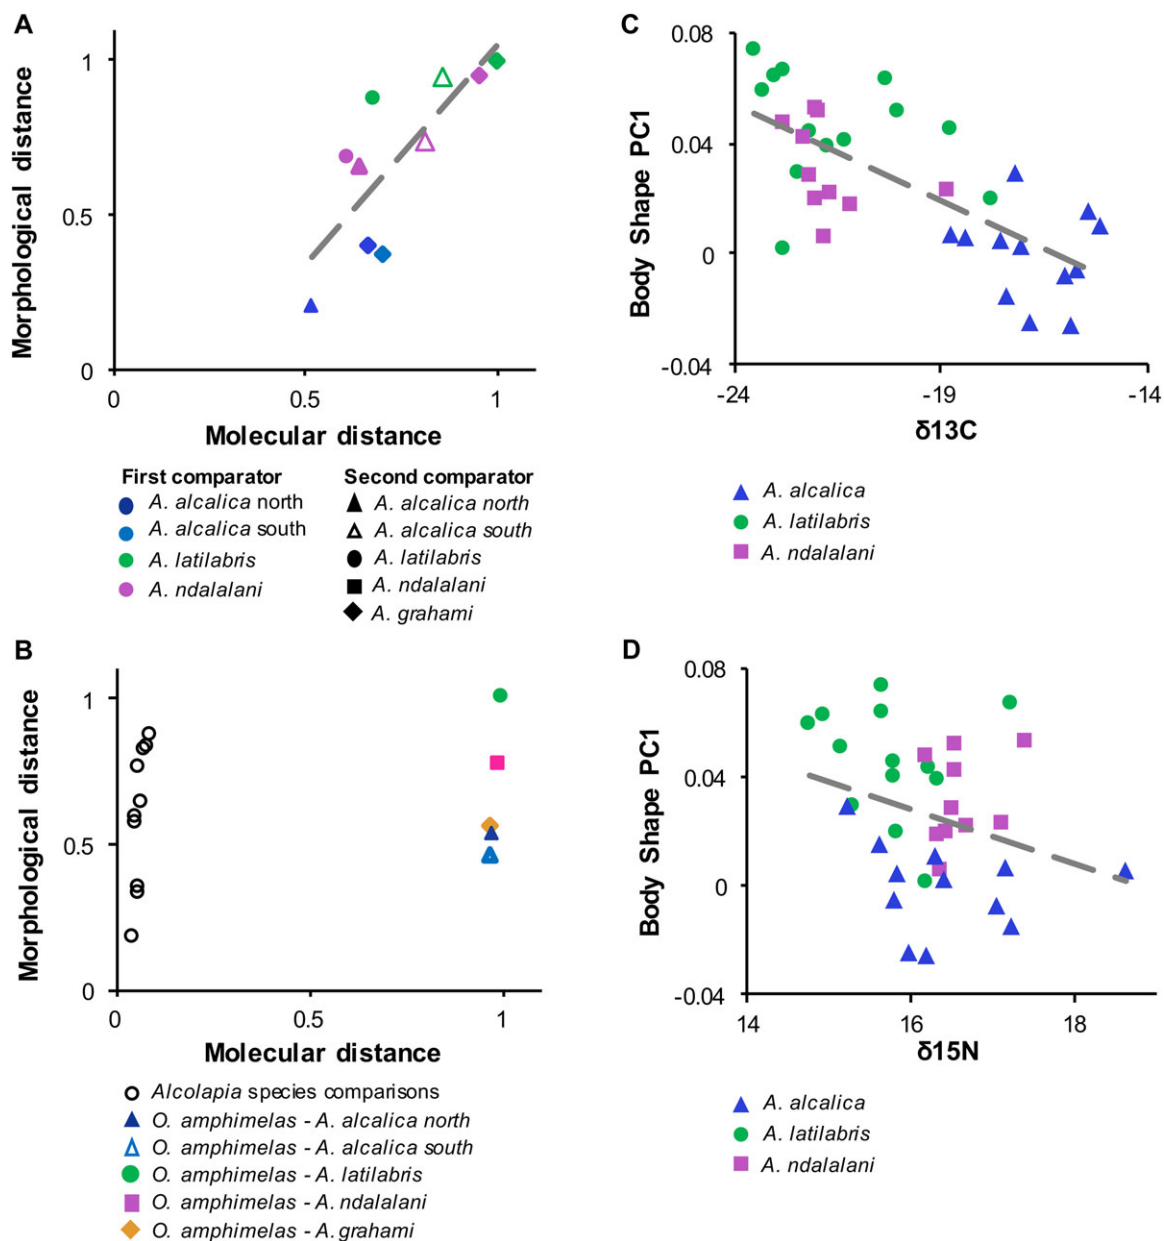 A
Morphological distance
1
0.5
0
0
0.5
1
Molecular distance
First comparator
A. alcalica north
A. alcalica south
A. latilabris
A. ndalalani
Second comparator
A. alcalica north
A. alcalica south
A. latilabris
A. ndalalani
A. grahami
C
Body Shape PC1
0.08
0.04
0
-0.04
-24
-19
-14
δ13C
A. alcalica
A. latilabris
A. ndalalani
B
Morphological distance
1
0.5
0
0
0.5
1
Molecular distance
Alcolapia species comparisons
O. amphimelas - A. alcalica north
O. amphimelas - A. alcalica south
O. amphimelas - A. latilabris
O. amphimelas - A. ndalalani
O. amphimelas - A. grahami
D
Body Shape PC1
0.08
0.04
0
-0.04
14
16
18
δ15N
A. alcalica
A. latilabris
A. ndalalani